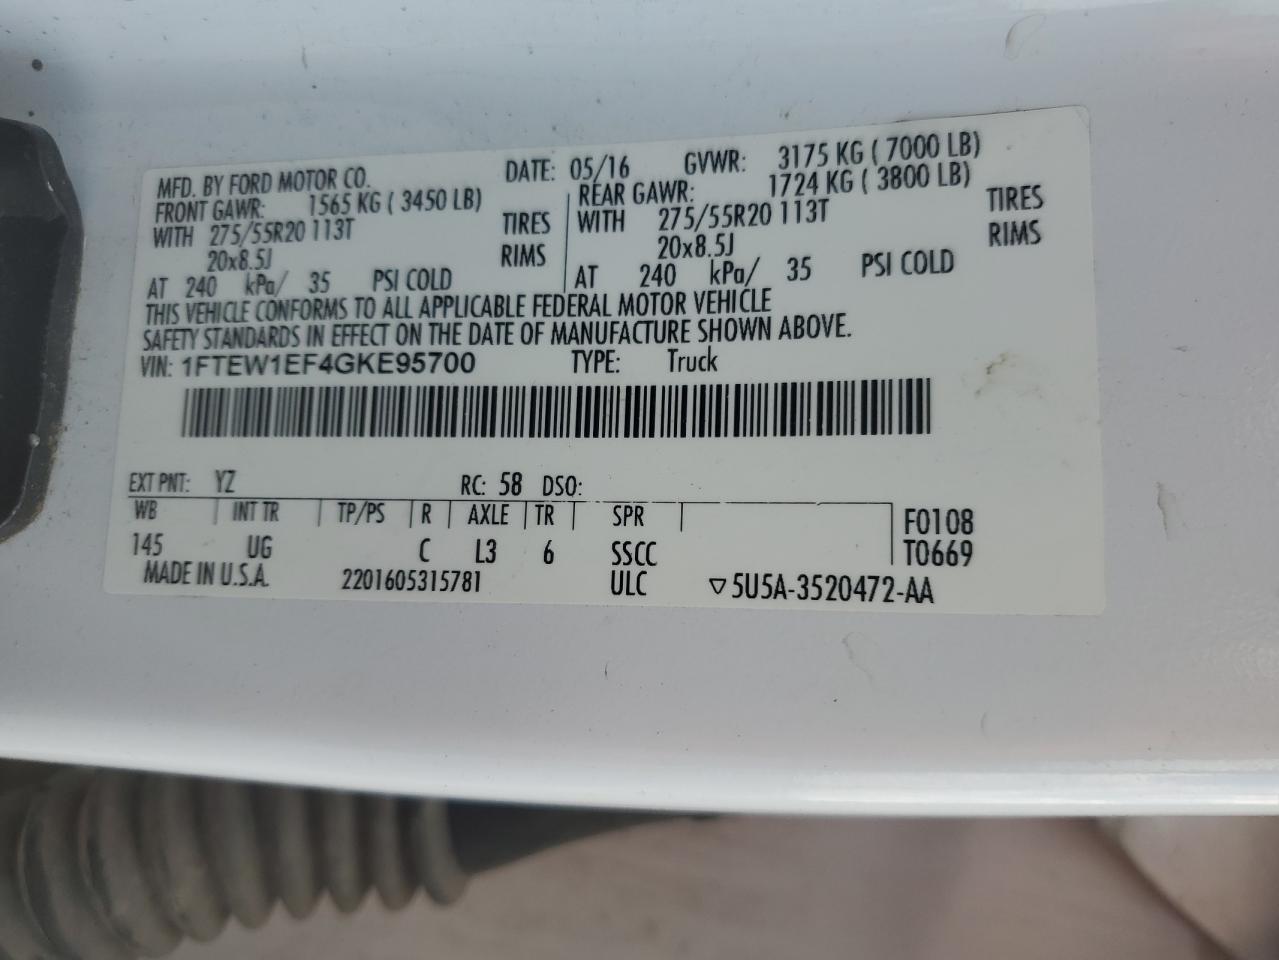 MFD. BY FORD MOTOR CO. DATE: 05/16 GVWR: 3175 KG ( 7000 LB)
FRONT GAWR: 1565 KG ( 3450 LB) REAR GAWR: 1724 KG ( 3800 LB)
WITH 275/55R20 113T TIRES WITH 275/55R20 113T TIRES
20x8.5J RIMS 20x8.5J RIMS
AT 240 kPa/ 35 PSI COLD AT 240 kPa/ 35 PSI COLD
THIS VEHICLE CONFORMS TO ALL APPLICABLE FEDERAL MOTOR VEHICLE
SAFETY STANDARDS IN EFFECT ON THE DATE OF MANUFACTURE SHOWN ABOVE.
VIN: 1FTEW1EF4GKE95700 TYPE: Truck
EXT PNT: YZ RC: 58 DSO:
WB INT TR TP/PS R AXLE TR SPR F0108
145 UG C L3 6 SSCC T0669
MADE IN U.S.A. 2201605315781 ULC ▽5U5A-3520472-AA